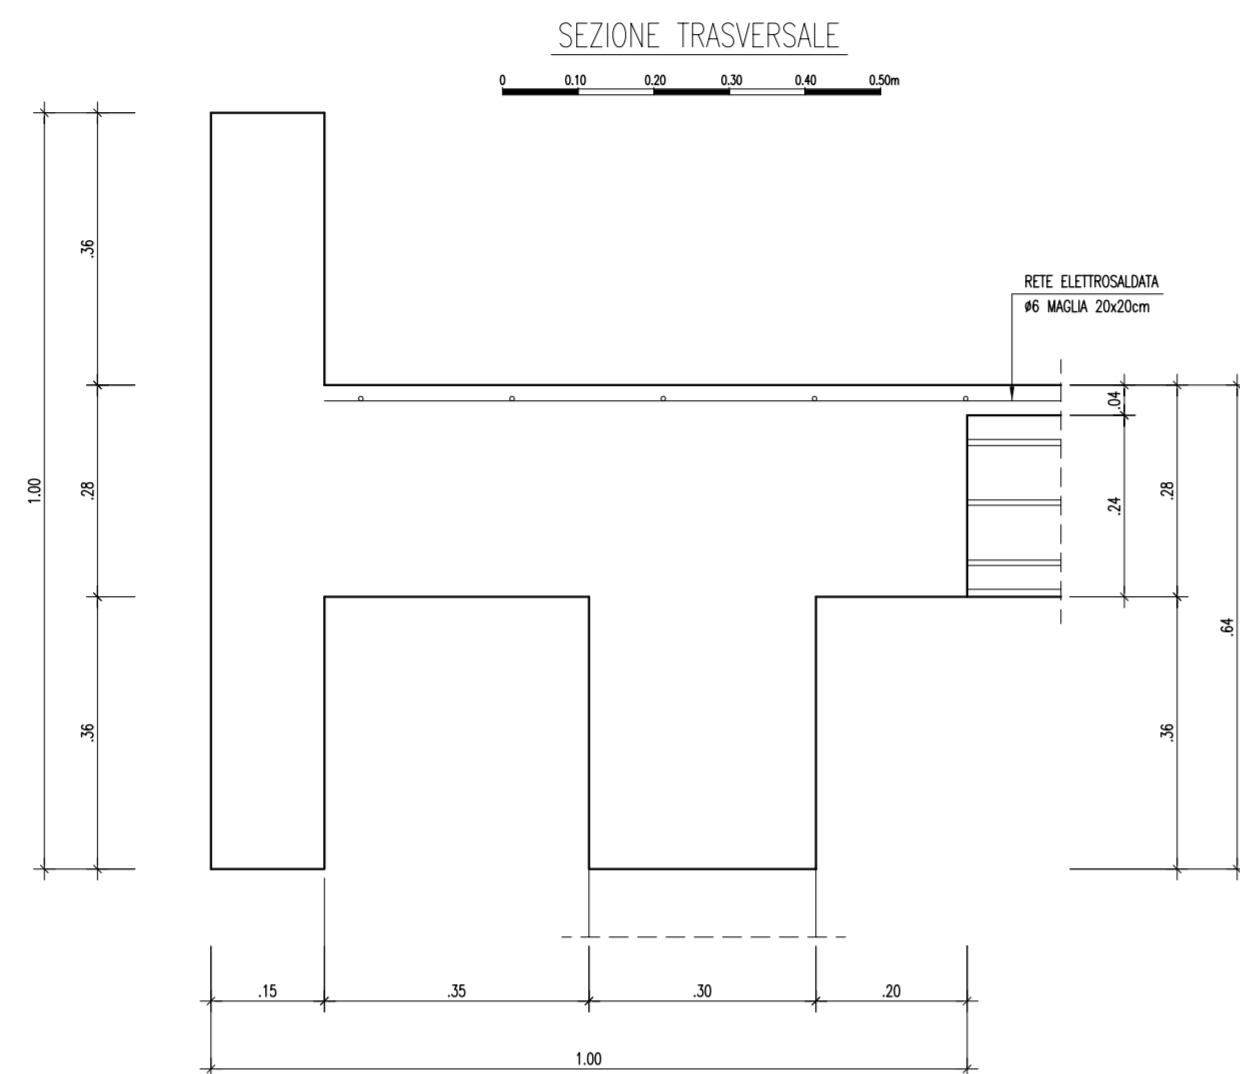 SEZIONE TRASVERSALE
0 0.10 0.20 0.30 0.40 0.50m
.36
RETE ELETTROSALDATA
Ø6 MAGLIA 20x20cm
.04
1.00
.28
.24
.28
.64
.36
.36
.15 .35 .30 .20
1.00